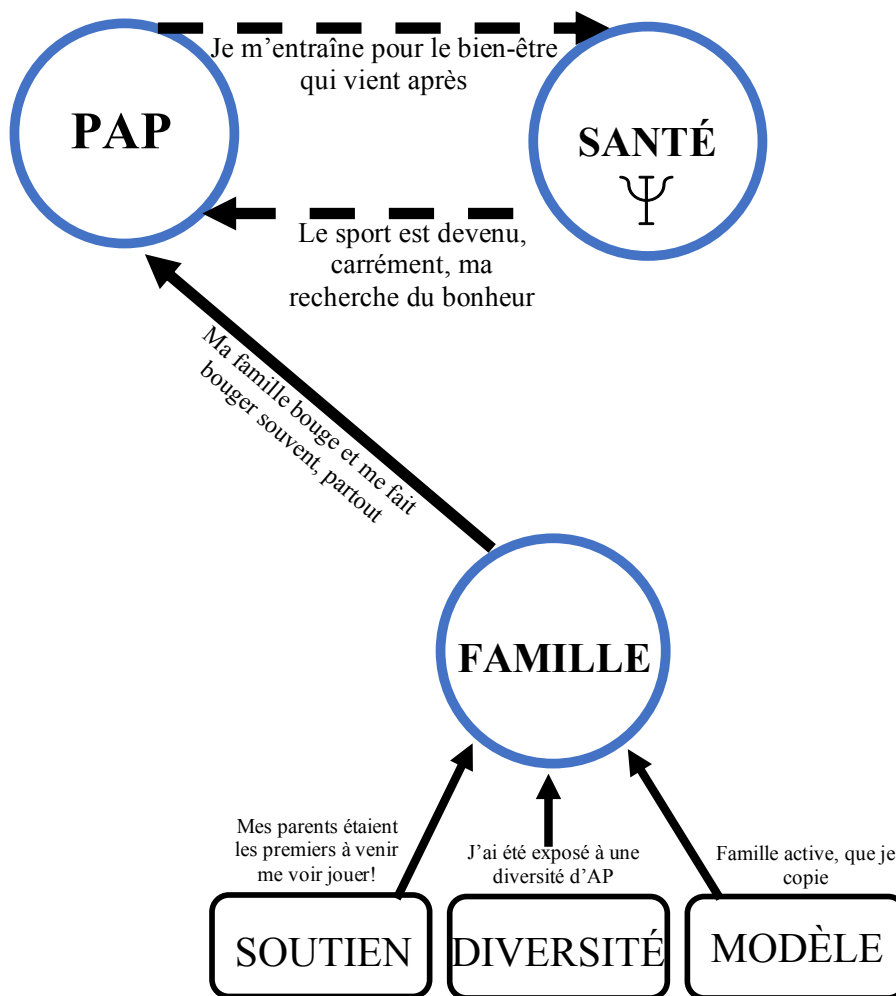 Je m’entraîne pour le bien-être
qui vient après
PAP
SANTÉ
Ψ
Le sport est devenu,
carrément, ma
recherche du bonheur
Ma famille bouge et me fait
bouger souvent, partout
FAMILLE
Mes parents étaient
les premiers à venir
me voir jouer!
J’ai été exposé à une
diversité d’AP
Famille active, que je
copie
SOUTIEN
DIVERSITÉ
MODÈLE